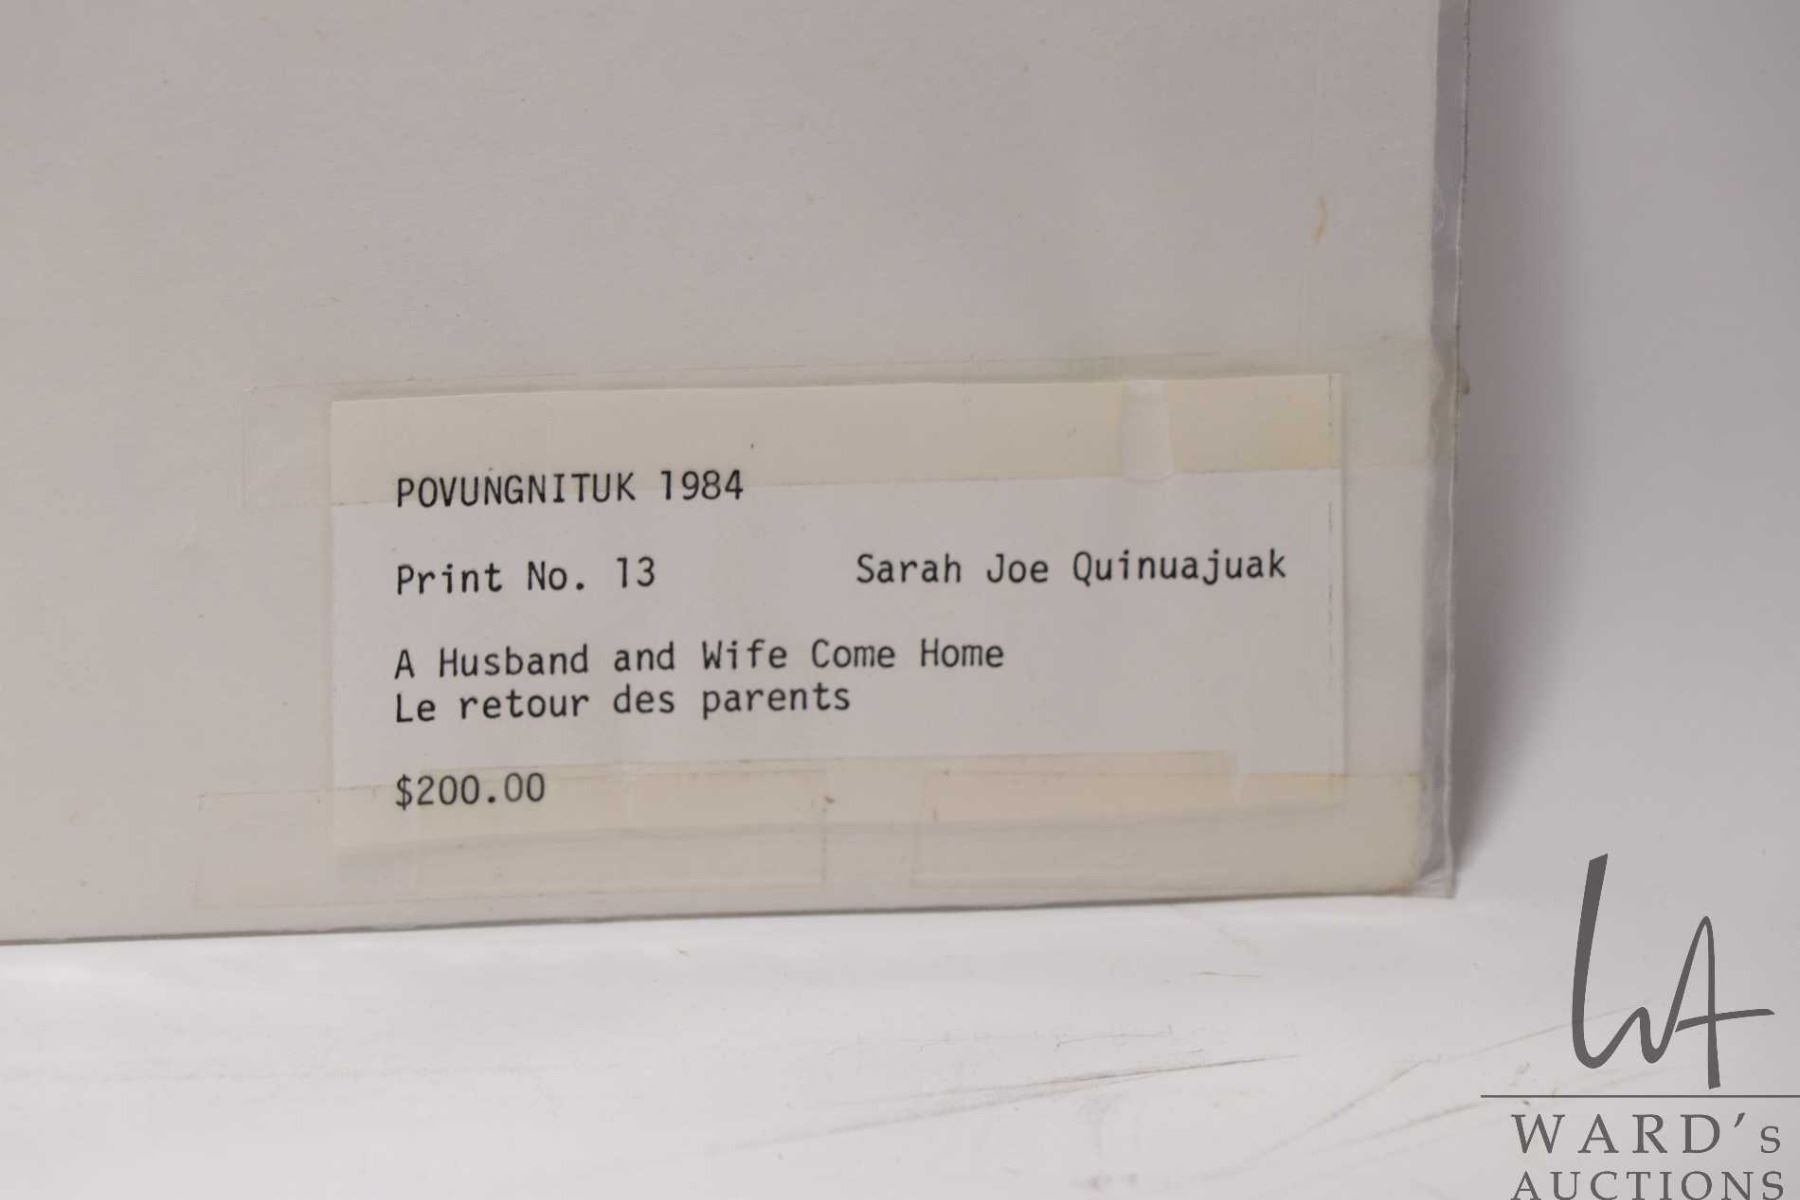 POVUNGNITUK 1984
Print No. 13 Sarah Joe Quinuajuak
A Husband and Wife Come Home
Le retour des parents
$200.00
WA
WARD's
AUCTIONS